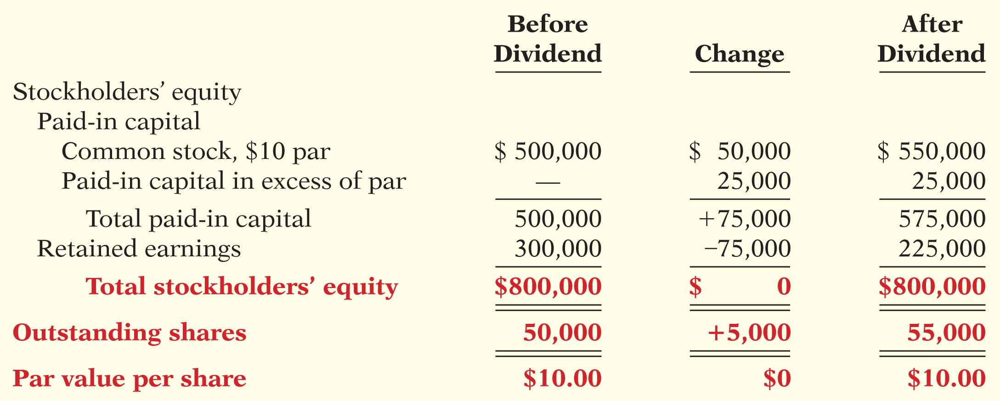 Before After
Dividend Change Dividend
Stockholders’ equity
Paid-in capital
Common stock, $10 par $ 500,000 $ 50,000 $ 550,000
Paid-in capital in excess of par — 25,000 25,000
Total paid-in capital 500,000 +75,000 575,000
Retained earnings 300,000 −75,000 225,000
Total stockholders’ equity $800,000 $ 0 $800,000
Outstanding shares 50,000 +5,000 55,000
Par value per share $10.00 $0 $10.00